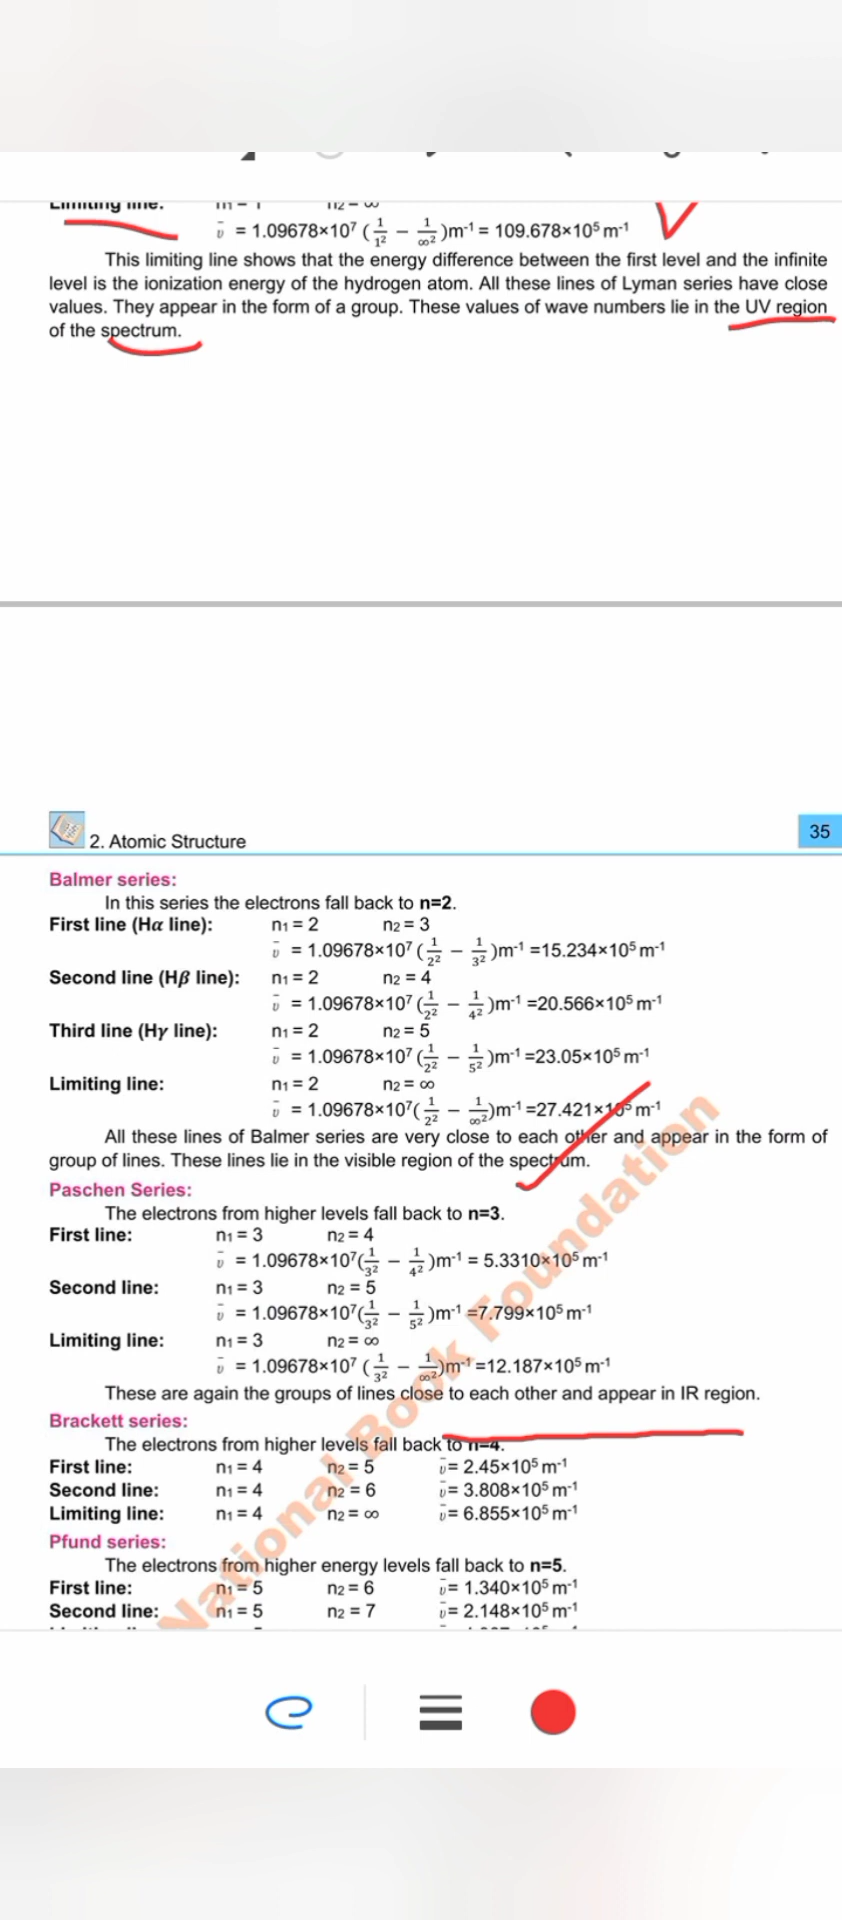 Limiting line: n₁ = 1 n₂ = ∞
ῡ = 1.09678×10⁷ (1/1² − 1/∞²)m⁻¹ = 109.678×10⁵ m⁻¹
This limiting line shows that the energy difference between the first level and the infinite
level is the ionization energy of the hydrogen atom. All these lines of Lyman series have close
values. They appear in the form of a group. These values of wave numbers lie in the UV region
of the spectrum.
2. Atomic Structure 35
Balmer series:
In this series the electrons fall back to n=2.
First line (Hα line): n₁ = 2 n₂ = 3
ῡ = 1.09678×10⁷ (1/2² − 1/3²)m⁻¹ =15.234×10⁵ m⁻¹
Second line (Hβ line): n₁ = 2 n₂ = 4
ῡ = 1.09678×10⁷ (1/2² − 1/4²)m⁻¹ =20.566×10⁵ m⁻¹
Third line (Hγ line): n₁ = 2 n₂ = 5
ῡ = 1.09678×10⁷ (1/2² − 1/5²)m⁻¹ =23.05×10⁵ m⁻¹
Limiting line: n₁ = 2 n₂ = ∞
ῡ = 1.09678×10⁷(1/2² − 1/∞²)m⁻¹ =27.421×10⁵ m⁻¹
All these lines of Balmer series are very close to each other and appear in the form of
group of lines. These lines lie in the visible region of the spectrum.
Paschen Series:
The electrons from higher levels fall back to n=3.
First line: n₁ = 3 n₂ = 4
ῡ = 1.09678×10⁷(1/3² − 1/4²)m⁻¹ = 5.3310×10⁵ m⁻¹
Second line: n₁ = 3 n₂ = 5
ῡ = 1.09678×10⁷(1/3² − 1/5²)m⁻¹ =7.799×10⁵ m⁻¹
Limiting line: n₁ = 3 n₂ = ∞
ῡ = 1.09678×10⁷ (1/3² − 1/∞²)m⁻¹ =12.187×10⁵ m⁻¹
These are again the groups of lines close to each other and appear in IR region.
Brackett series:
The electrons from higher levels fall back to n=4.
First line: n₁ = 4 n₂ = 5 ῡ= 2.45×10⁵ m⁻¹
Second line: n₁ = 4 n₂ = 6 ῡ= 3.808×10⁵ m⁻¹
Limiting line: n₁ = 4 n₂ = ∞ ῡ= 6.855×10⁵ m⁻¹
Pfund series:
The electrons from higher energy levels fall back to n=5.
First line: n₁ = 5 n₂ = 6 ῡ= 1.340×10⁵ m⁻¹
Second line: n₁ = 5 n₂ = 7 ῡ= 2.148×10⁵ m⁻¹
National Book Foundation